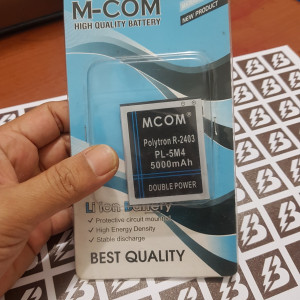 M-COM
HIGH QUALITY BATTERY
NEW PRODUCT
MCOM
Polytron R-2403
PL-5M4
5000mAh
DOUBLE POWER
Li ion Battery
✓ Protective circuit mounted
✓ High Energy Density
✓ Stable discharge
BEST QUALITY